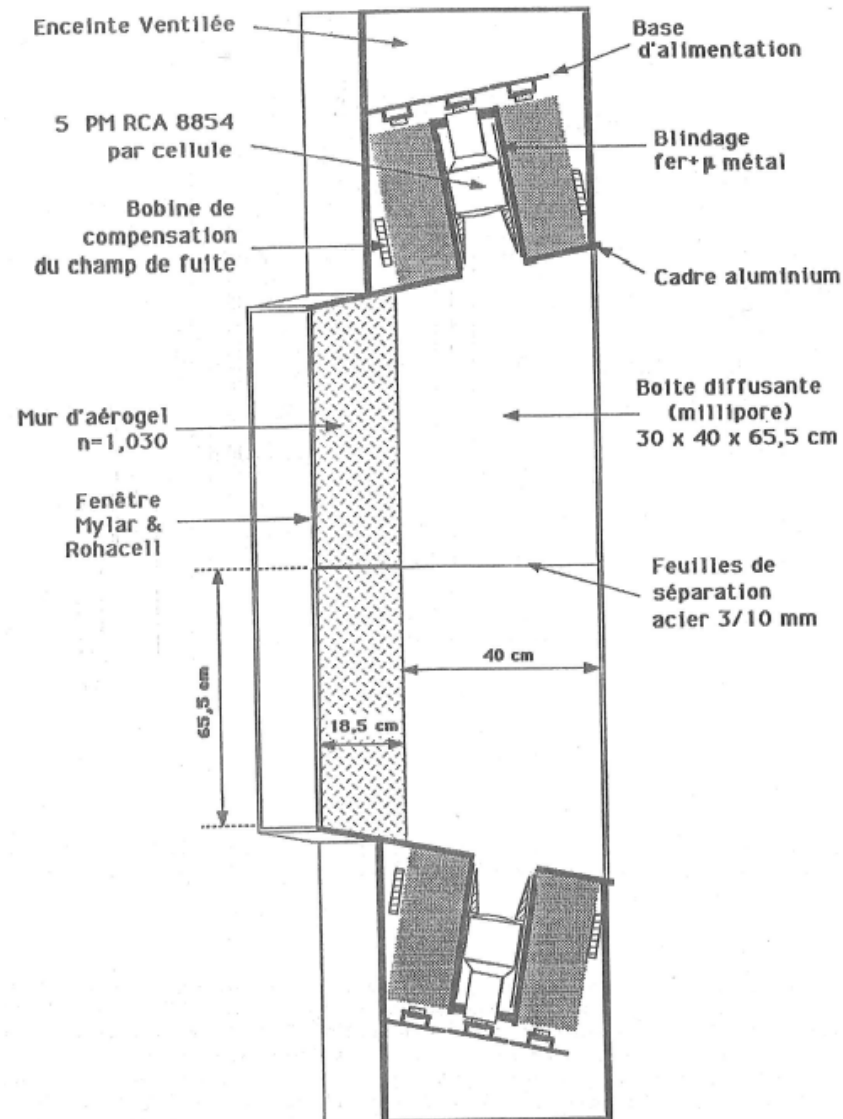 Enceinte Ventilée
Base
d'alimentation
5 PM RCA 8854
par cellule
Blindage
fer+µ métal
Bobine de
compensation
du champ de fuite
Cadre aluminium
Mur d'aérogel
n=1,030
Boite diffusante
(millipore)
30 x 40 x 65,5 cm
Fenêtre
Mylar &
Rohacell
Feuilles de
séparation
acier 3/10 mm
40 cm
65,5 cm
18,5 cm